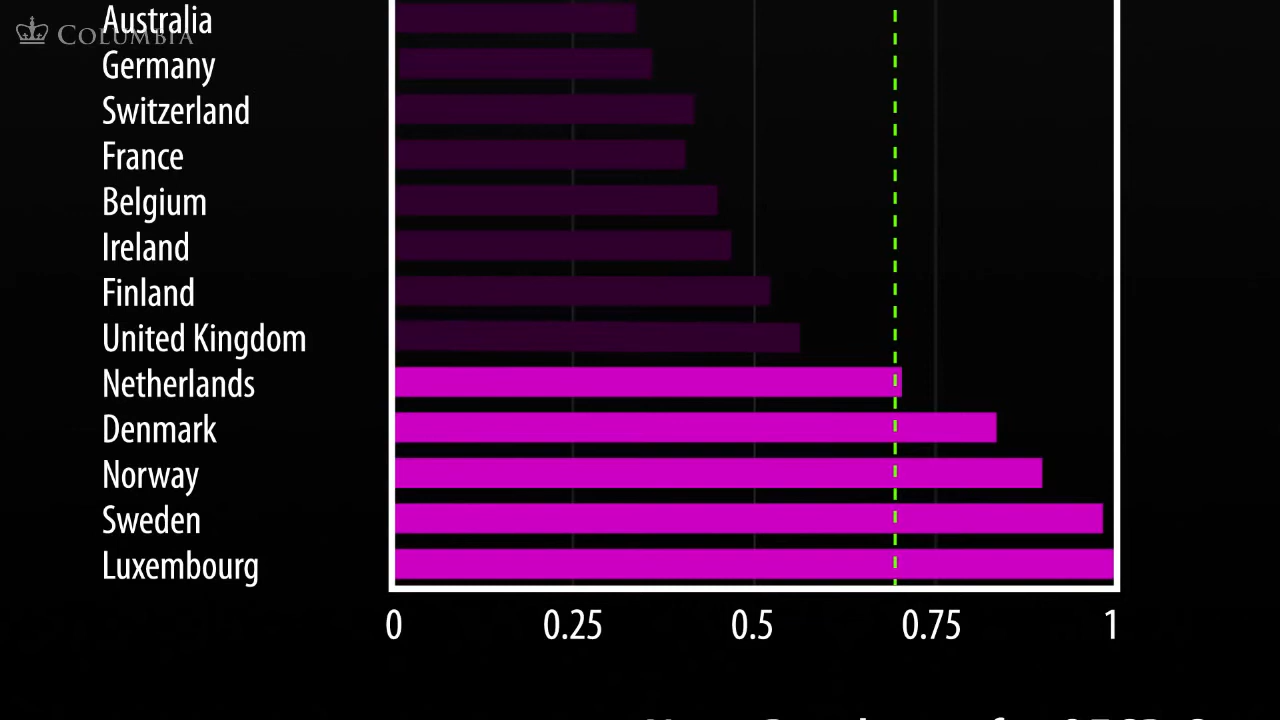 COLUMBIA
Australia
Germany
Switzerland
France
Belgium
Ireland
Finland
United Kingdom
Netherlands
Denmark
Norway
Sweden
Luxembourg
0 0.25 0.5 0.75 1